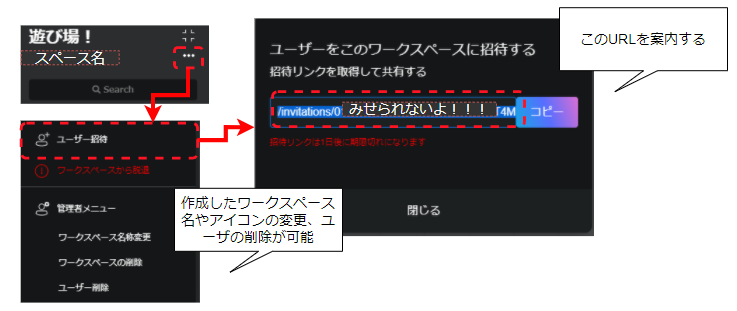 遊び場！
スペース名
•••
Search
ユーザー招待
ワークスペースから脱退
管理者メニュー
ワークスペース名称変更
ワークスペースの削除
ユーザー削除
作成したワークスペース
名やアイコンの変更、ユ
ーザの削除が可能
ユーザーをこのワークスペースに招待する
招待リンクを取得して共有する
/invitations/0 みせられないよ！！！ T4M コピー
招待リンクは1日後に期限切れになります
閉じる
このURLを案内する